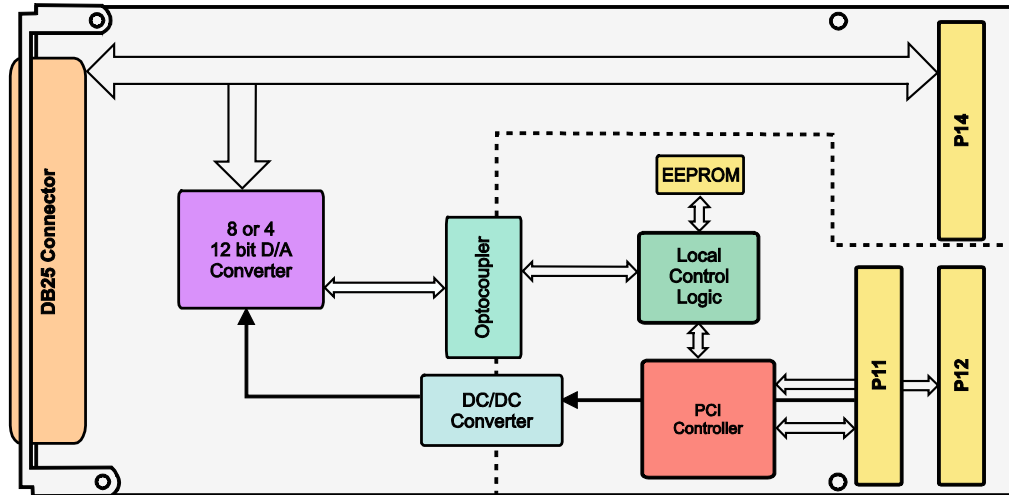 DB25 Connector
P14
EEPROM
8 or 4
12 bit D/A
Converter
Optocoupler
Local
Control
Logic
P11
P12
DC/DC
Converter
PCI
Controller